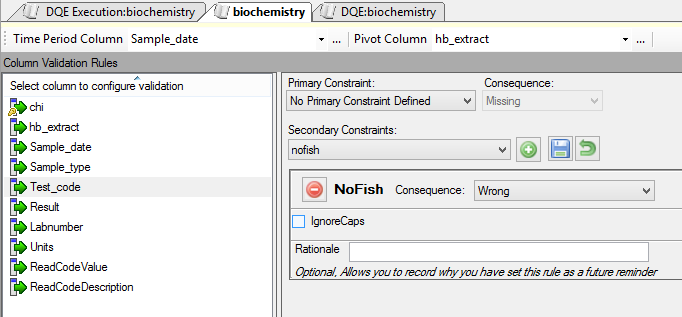 DQE Execution:biochemistry biochemistry DQE:biochemistry
Time Period Column Sample_date ... Pivot Column hb_extract ...
Column Validation Rules
Select column to configure validation
chi
hb_extract
Sample_date
Sample_type
Test_code
Result
Labnumber
Units
ReadCodeValue
ReadCodeDescription
Primary Constraint: Consequence:
No Primary Constraint Defined Missing
Secondary Constraints:
nofish
NoFish Consequence: Wrong
IgnoreCaps
Rationale
Optional, Allows you to record why you have set this rule as a future reminder